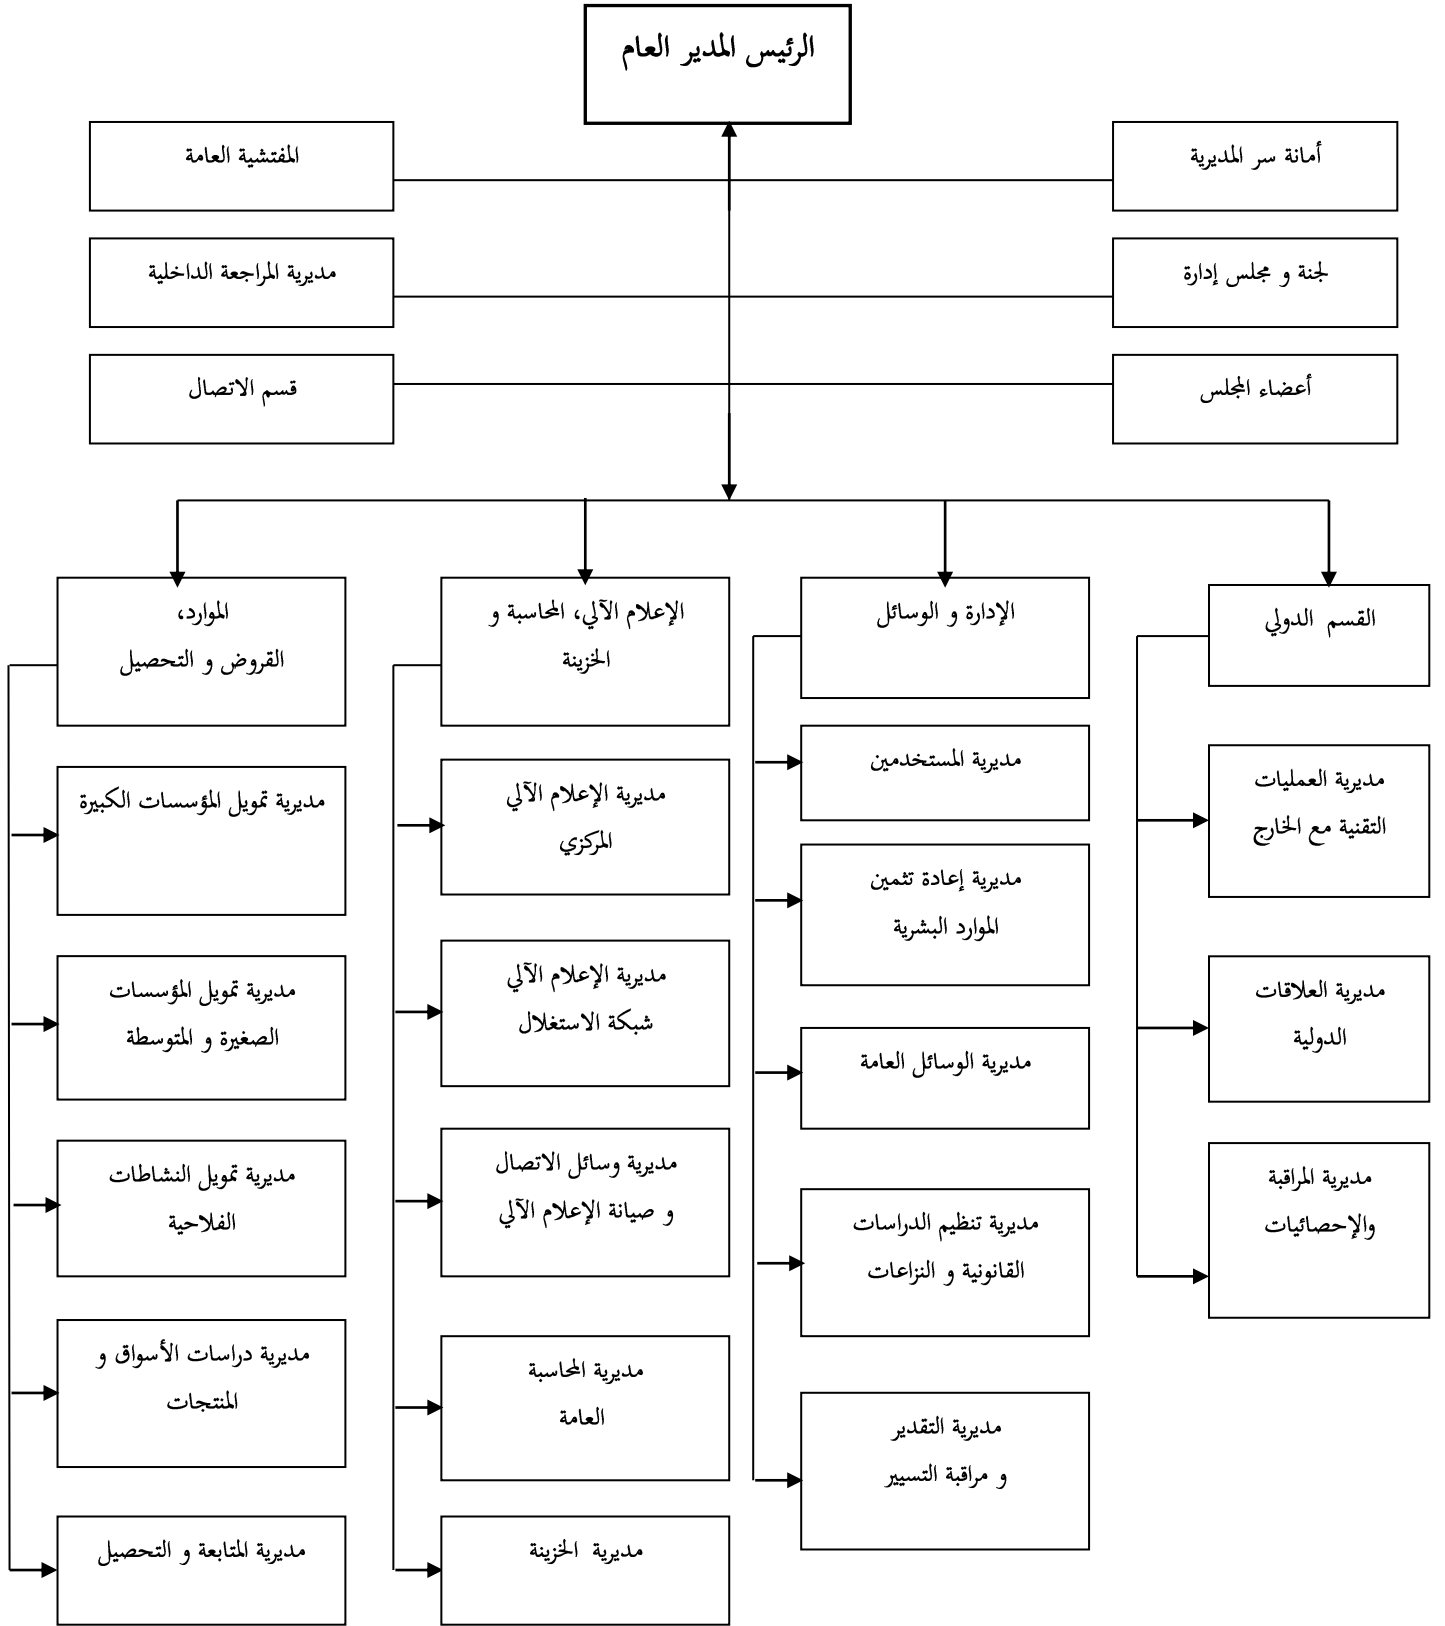 الرئيس المدير العام
أمانة سر المديرية
المفتشية العامة
لجنة و مجلس إدارة
مديرية المراجعة الداخلية
أعضاء المجلس
قسم الاتصال
القسم الدولي
مديرية العمليات
التقنية مع الخارج
مديرية العلاقات
الدولية
مديرية المراقبة
والإحصائيات
الإدارة و الوسائل
مديرية المستخدمين
مديرية إعادة تثمين
الموارد البشرية
مديرية الوسائل العامة
مديرية تنظيم الدراسات
القانونية و النزاعات
مديرية التقدير
و مراقبة التسيير
الإعلام الآلي، المحاسبة و
الخزينة
مديرية الإعلام الآلي
المركزي
مديرية الإعلام الآلي
شبكة الاستغلال
مديرية وسائل الاتصال
و صيانة الإعلام الآلي
مديرية المحاسبة
العامة
مديرية الخزينة
الموارد،
القروض و التحصيل
مديرية تمويل المؤسسات الكبيرة
مديرية تمويل المؤسسات
الصغيرة و المتوسطة
مديرية تمويل النشاطات
الفلاحية
مديرية دراسات الأسواق و
المنتجات
مديرية المتابعة و التحصيل